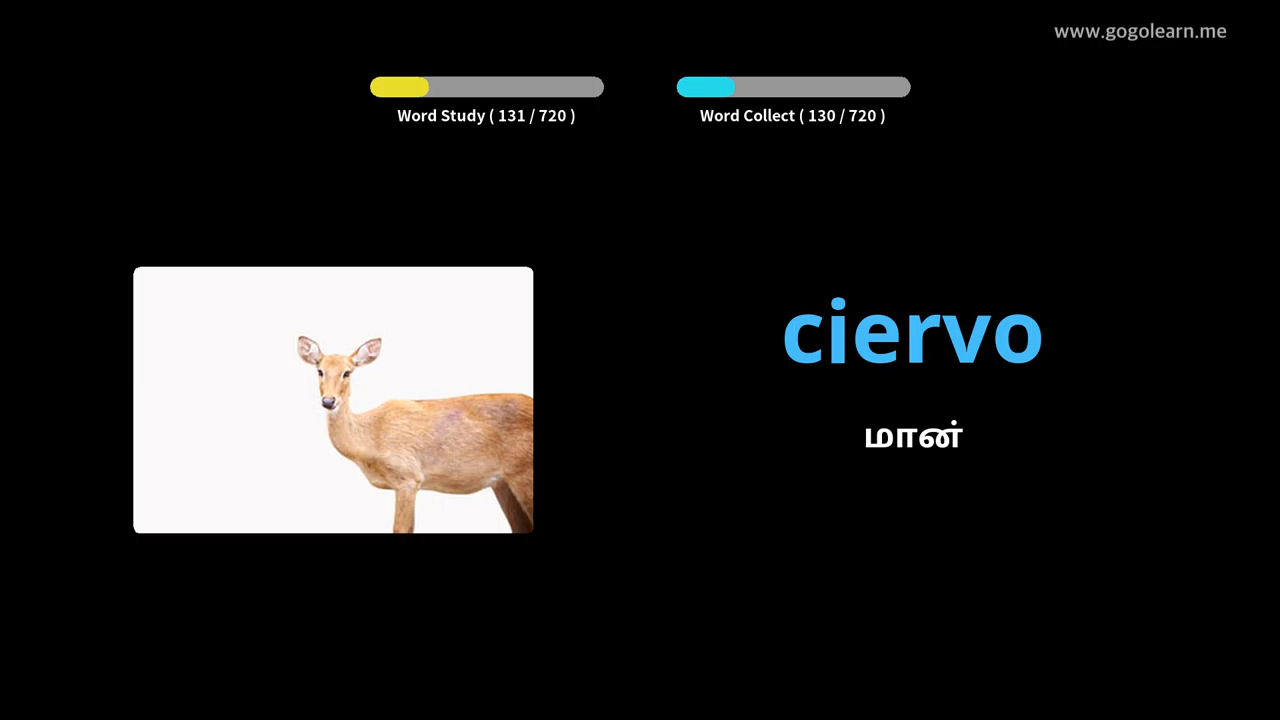 www.gogolearn.me
Word Study ( 131 / 720 )
Word Collect ( 130 / 720 )
ciervo
மான்